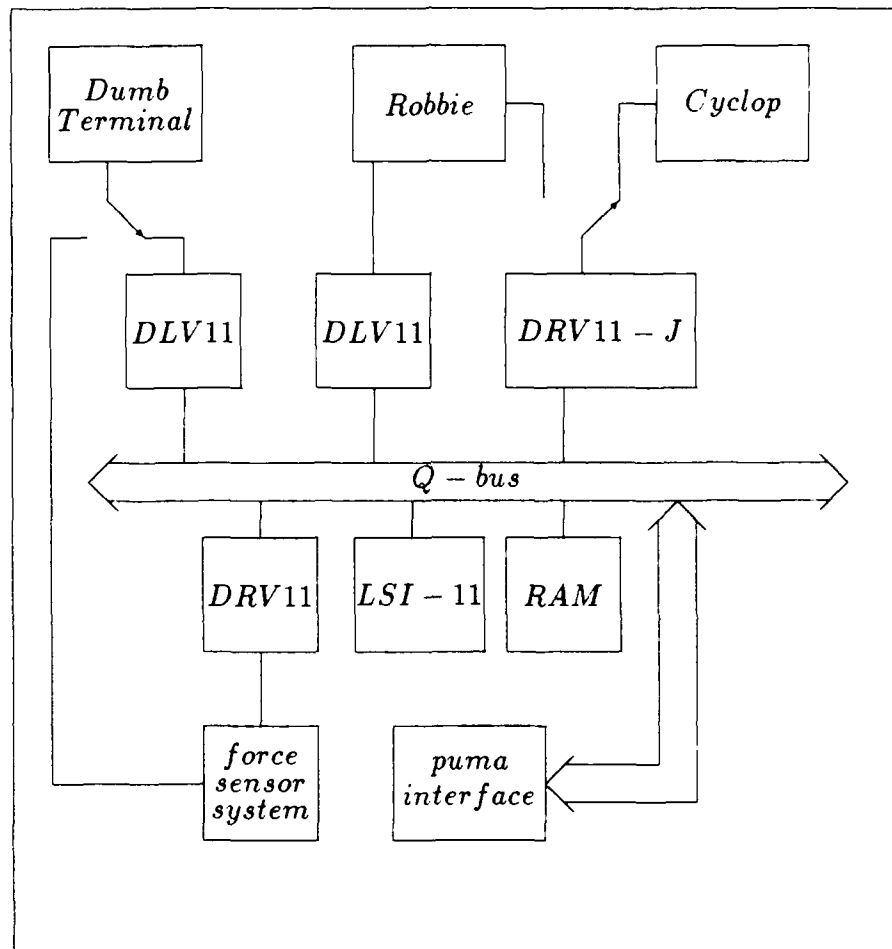 Dumb
Terminal
Robbie
Cyclop
DLV11
DLV11
DRV11 – J
Q – bus
DRV11
LSI – 11
RAM
force
sensor
system
puma
interface